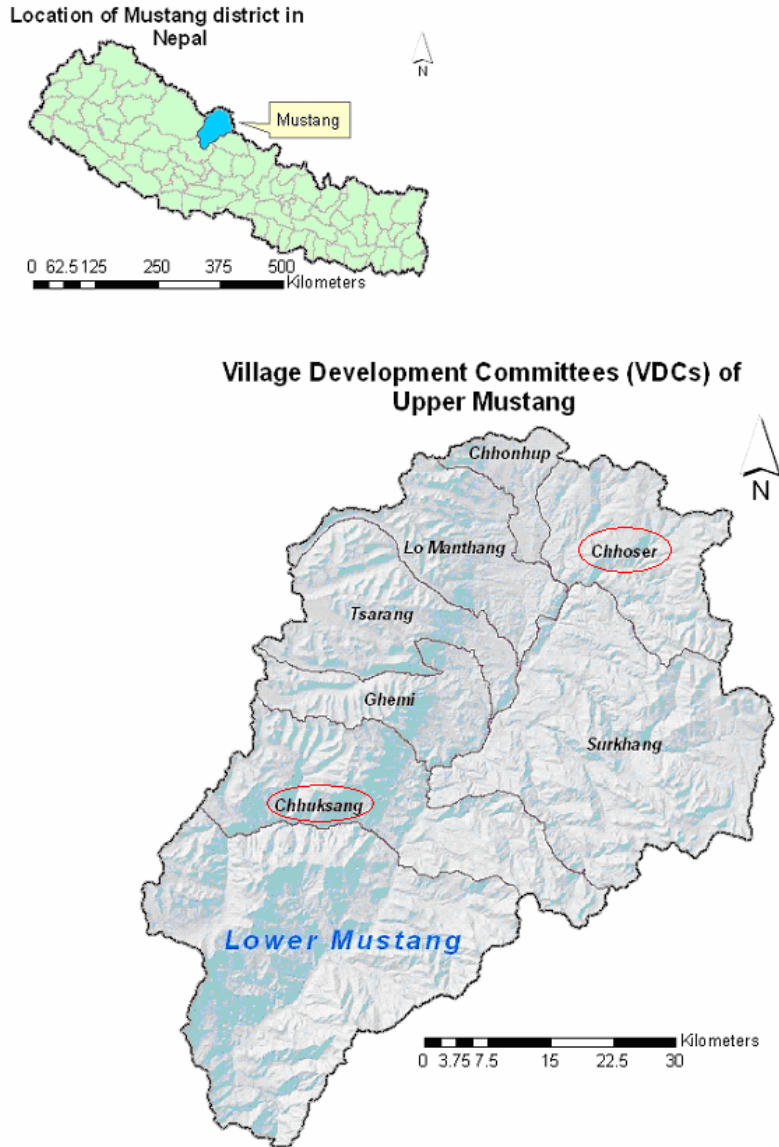 Location of Mustang district in
Nepal
N
Mustang
0 62.5 125 250 375 500
Kilometers
Village Development Committees (VDCs) of
Upper Mustang
N
Chhonhup
Lo Manthang
Chhoser
Tsarang
Ghemi
Surkhang
Chhuksang
Lower Mustang
Kilometers
0 3.75 7.5 15 22.5 30